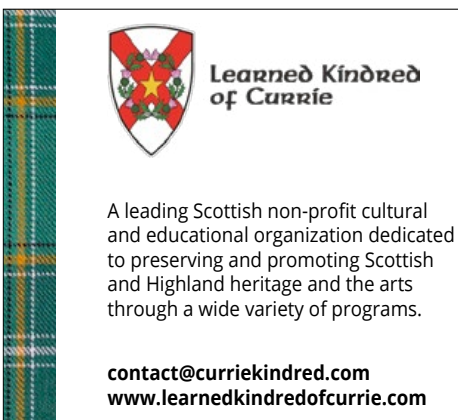 Learned Kindred
of Currie
A leading Scottish non-profit cultural
and educational organization dedicated
to preserving and promoting Scottish
and Highland heritage and the arts
through a wide variety of programs.
contact@curriekindred.com
www.learnedkindredofcurrie.com